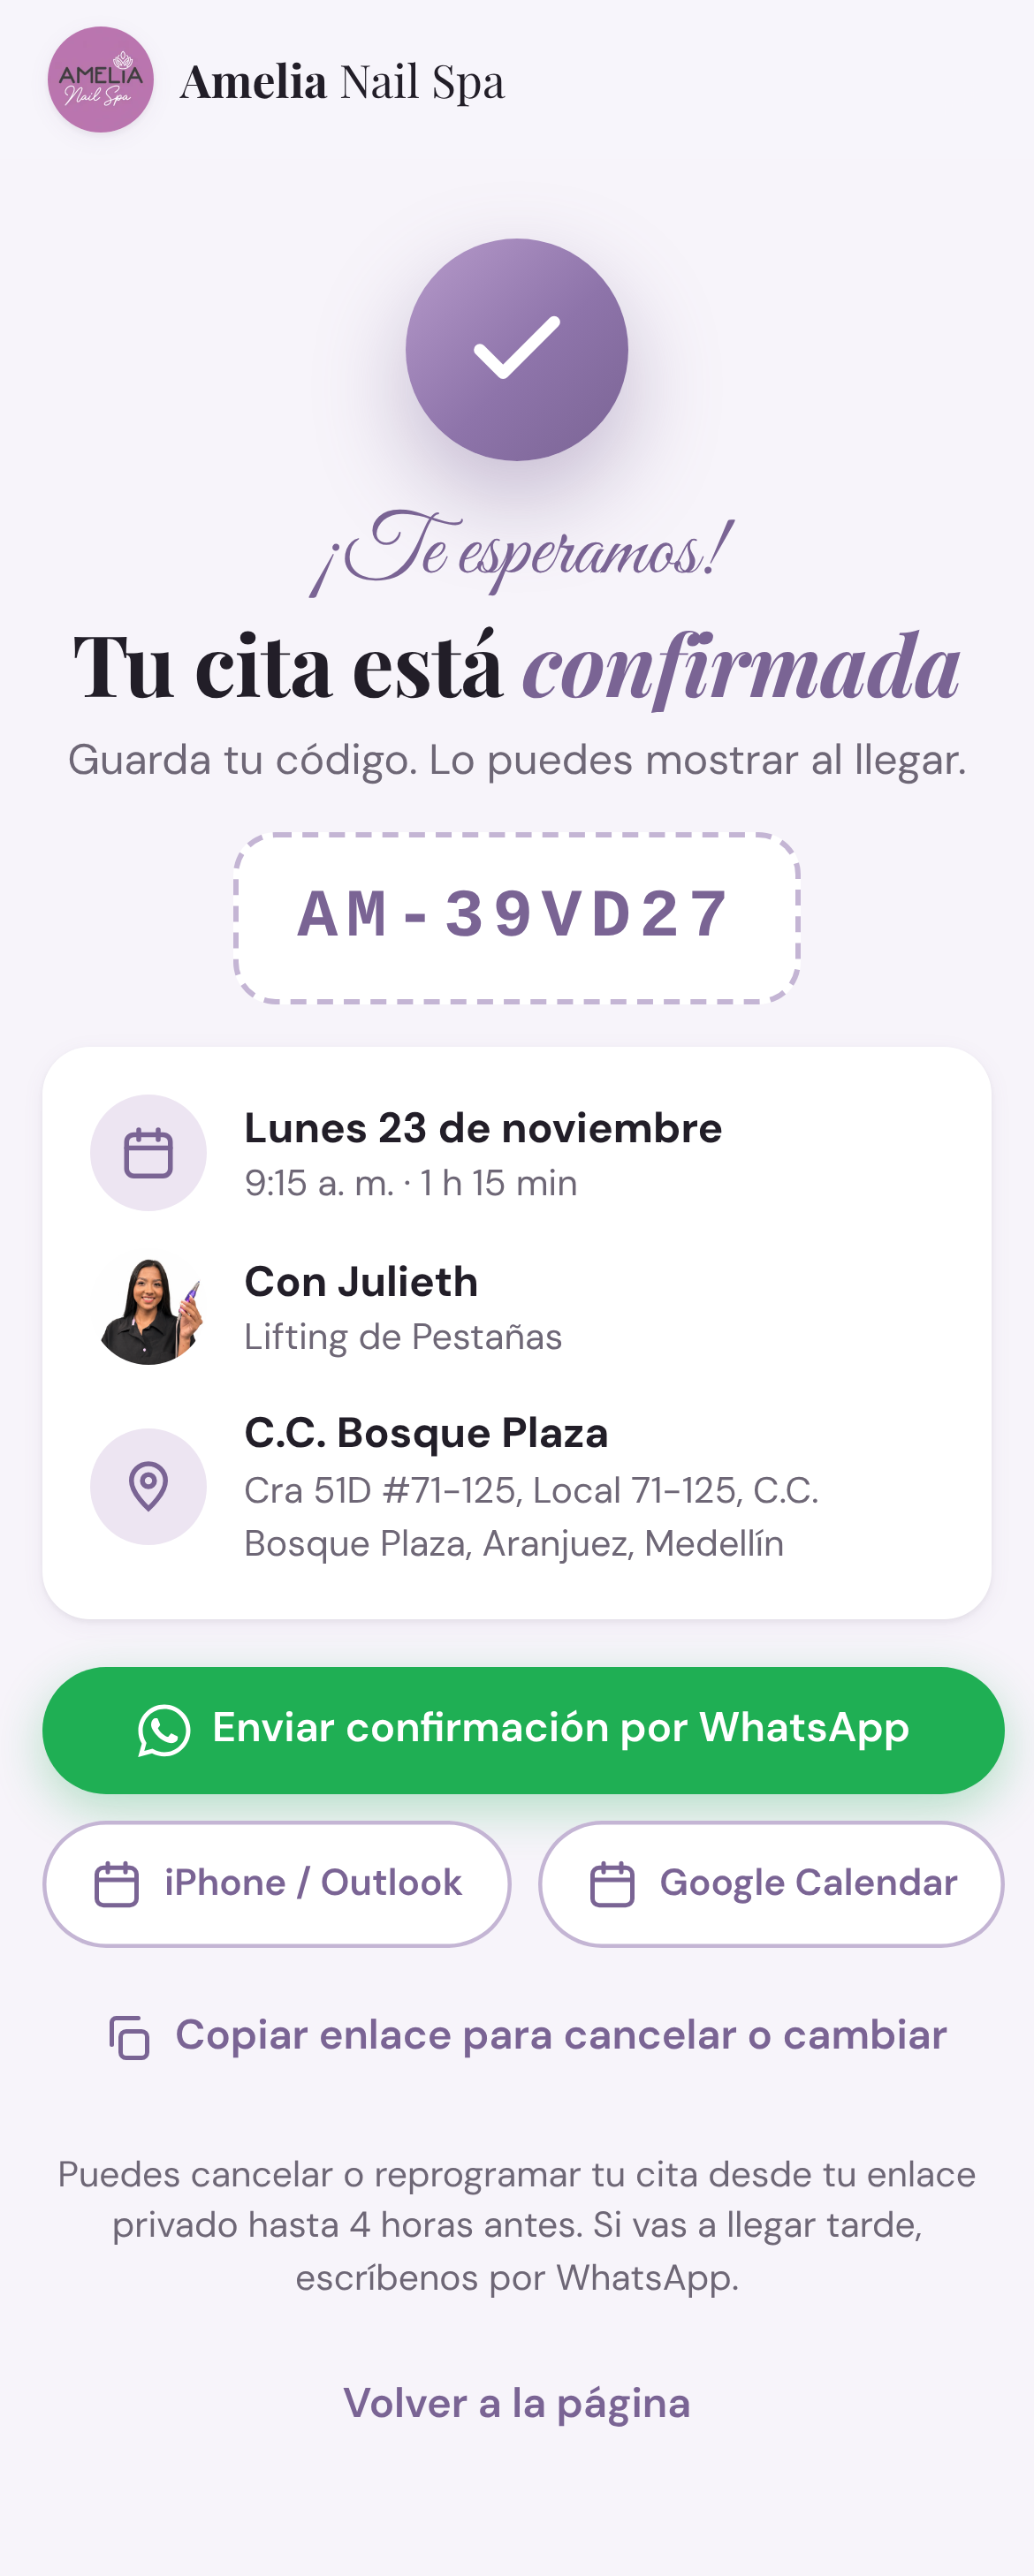 AMELIA
Nail Spa
Amelia Nail Spa
¡Te esperamos!
Tu cita está confirmada
Guarda tu código. Lo puedes mostrar al llegar.
AM-39VD27
Lunes 23 de noviembre
9:15 a. m. · 1 h 15 min
Con Julieth
Lifting de Pestañas
C.C. Bosque Plaza
Cra 51D #71-125, Local 71-125, C.C.
Bosque Plaza, Aranjuez, Medellín
Enviar confirmación por WhatsApp
iPhone / Outlook
Google Calendar
Copiar enlace para cancelar o cambiar
Puedes cancelar o reprogramar tu cita desde tu enlace
privado hasta 4 horas antes. Si vas a llegar tarde,
escríbenos por WhatsApp.
Volver a la página